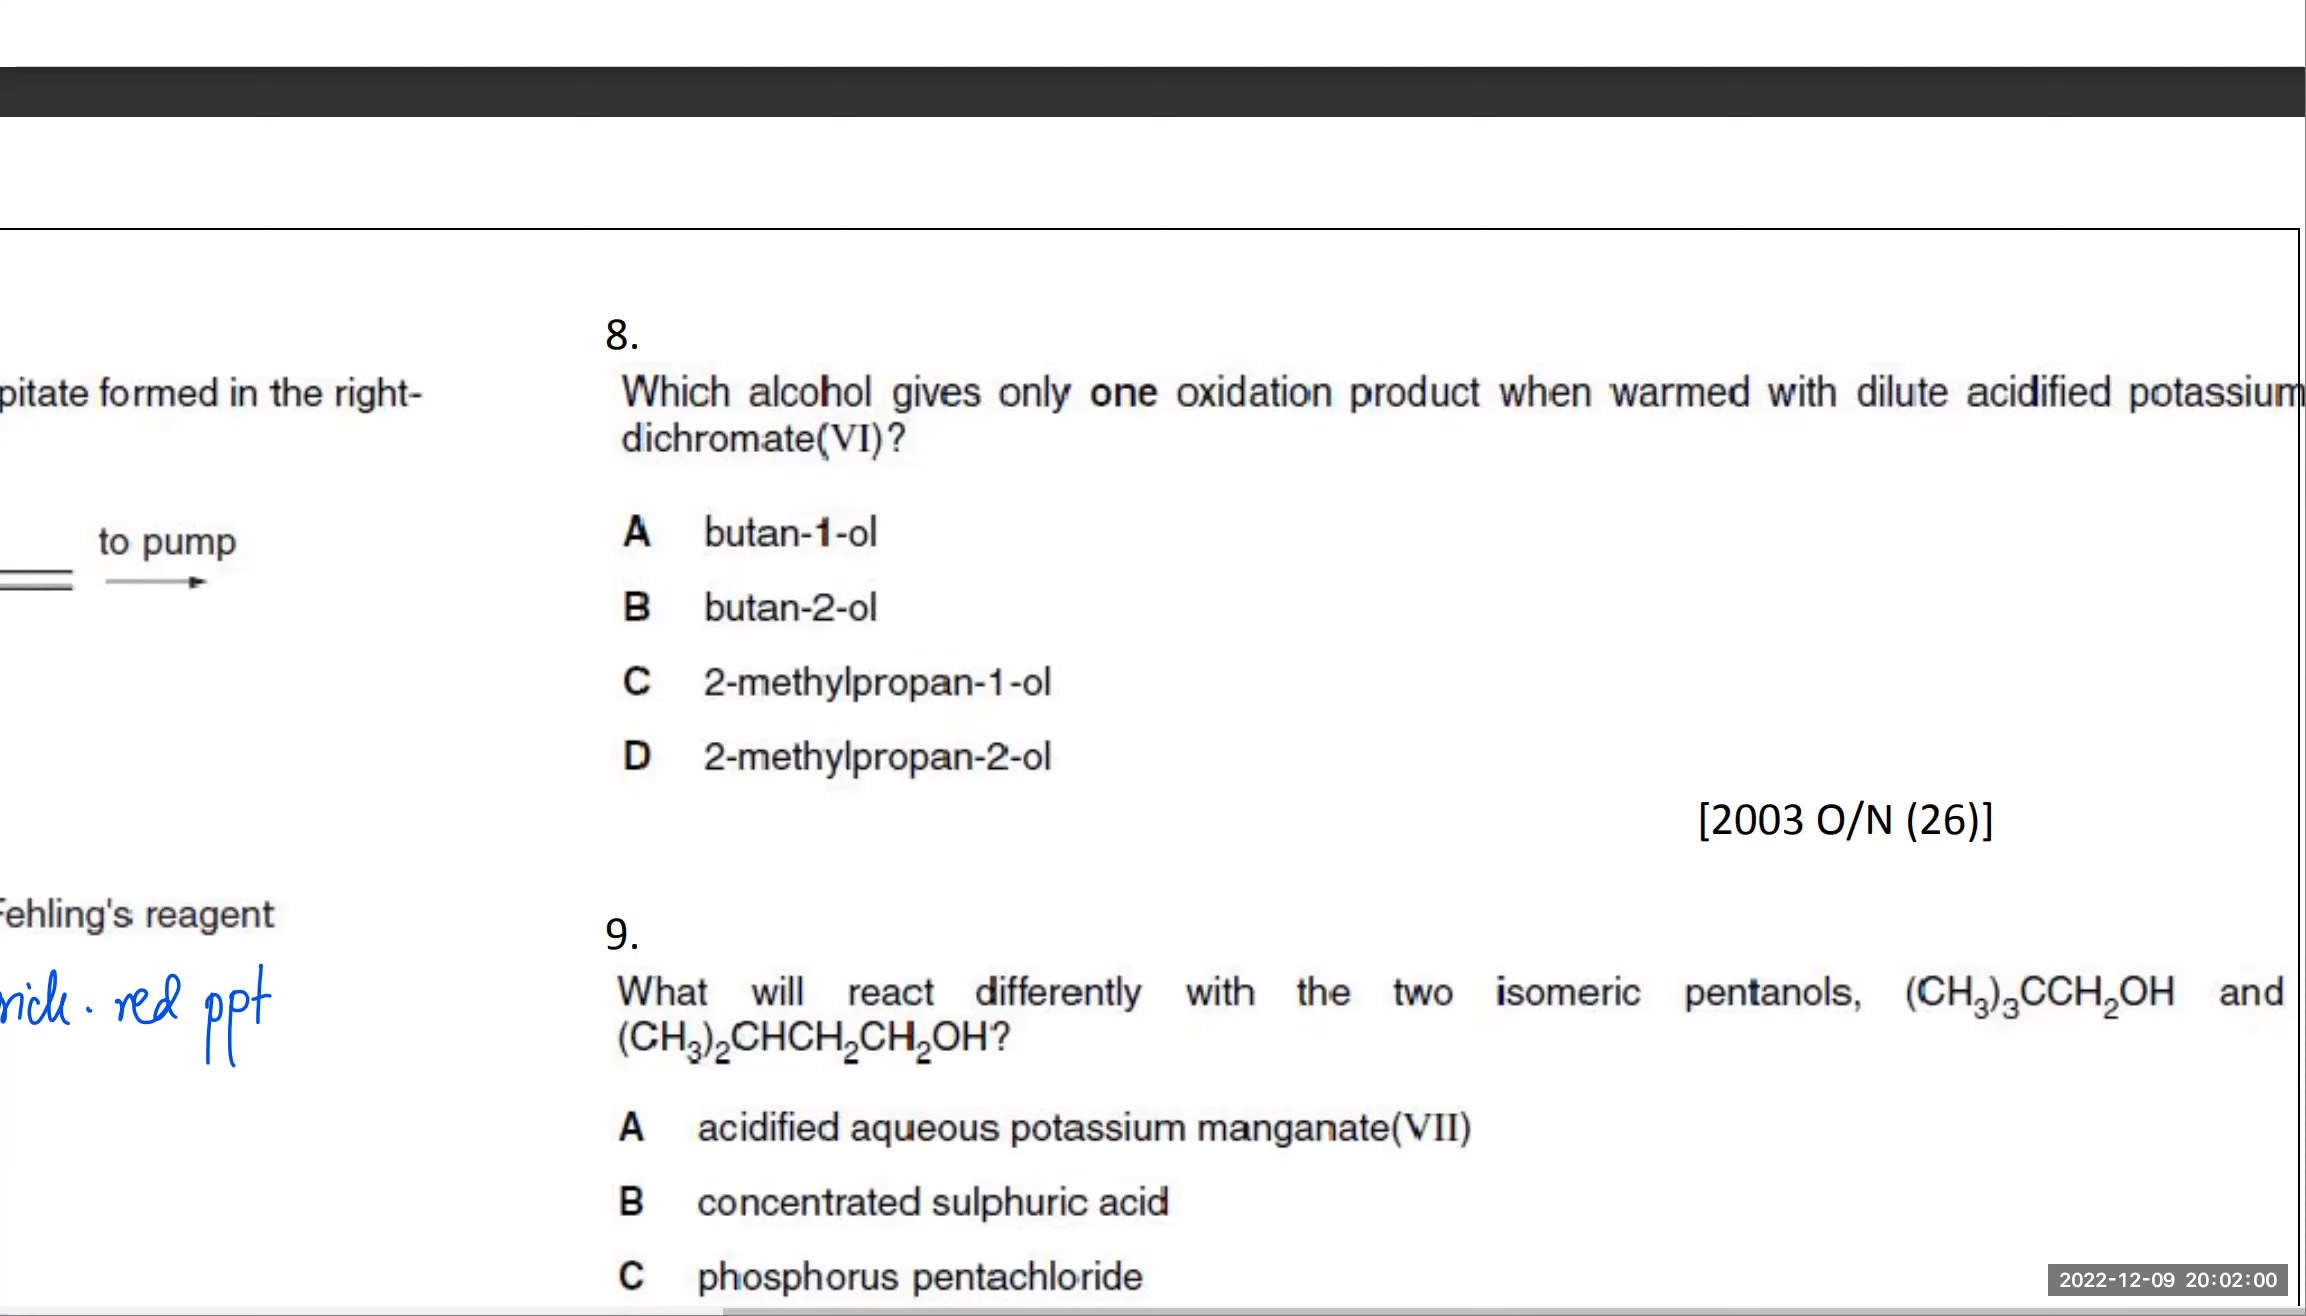 pitate formed in the right-
to pump
Fehling's reagent
red ppt
8.
Which alcohol gives only one oxidation product when warmed with dilute acidified potassium
dichromate(VI)?
A butan-1-ol
B butan-2-ol
C 2-methylpropan-1-ol
D 2-methylpropan-2-ol
[2003 O/N (26)]
9.
What will react differently with the two isomeric pentanols, (CH₃)₃CCH₂OH and
(CH₃)₂CHCH₂CH₂OH?
A acidified aqueous potassium manganate(VII)
B concentrated sulphuric acid
C phosphorus pentachloride
2022-12-09 20:02:00